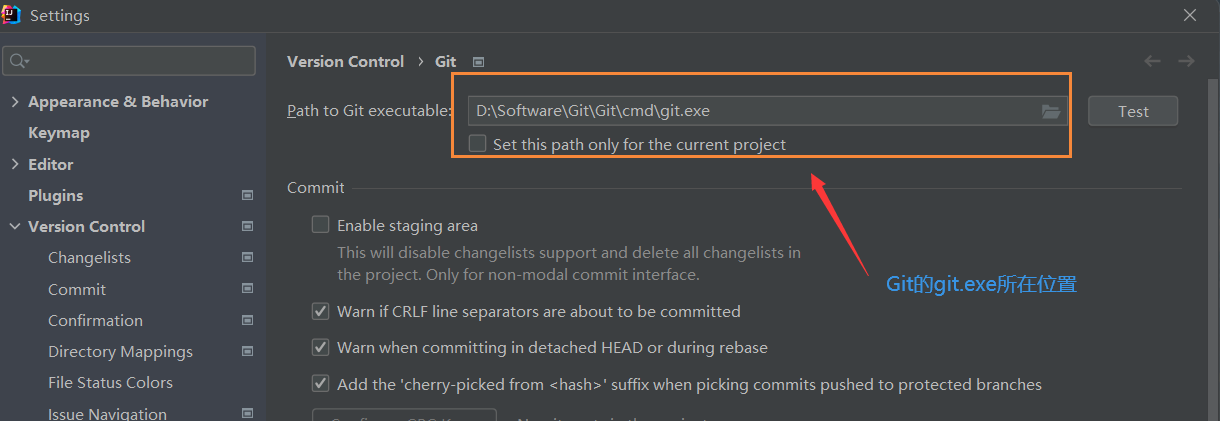 Settings
Version Control › Git
Appearance & Behavior
Path to Git executable: D:\Software\Git\Git\cmd\git.exe Test
Keymap
Set this path only for the current project
Editor
Plugins
Commit
Version Control
Enable staging area
Changelists
This will disable changelists support and delete all changelists in
the project. Only for non-modal commit interface.
Git的git.exe所在位置
Commit
Confirmation
Warn if CRLF line separators are about to be committed
Directory Mappings
Warn when committing in detached HEAD or during rebase
File Status Colors
Add the 'cherry-picked from <hash>' suffix when picking commits pushed to protected branches
Issue Navigation